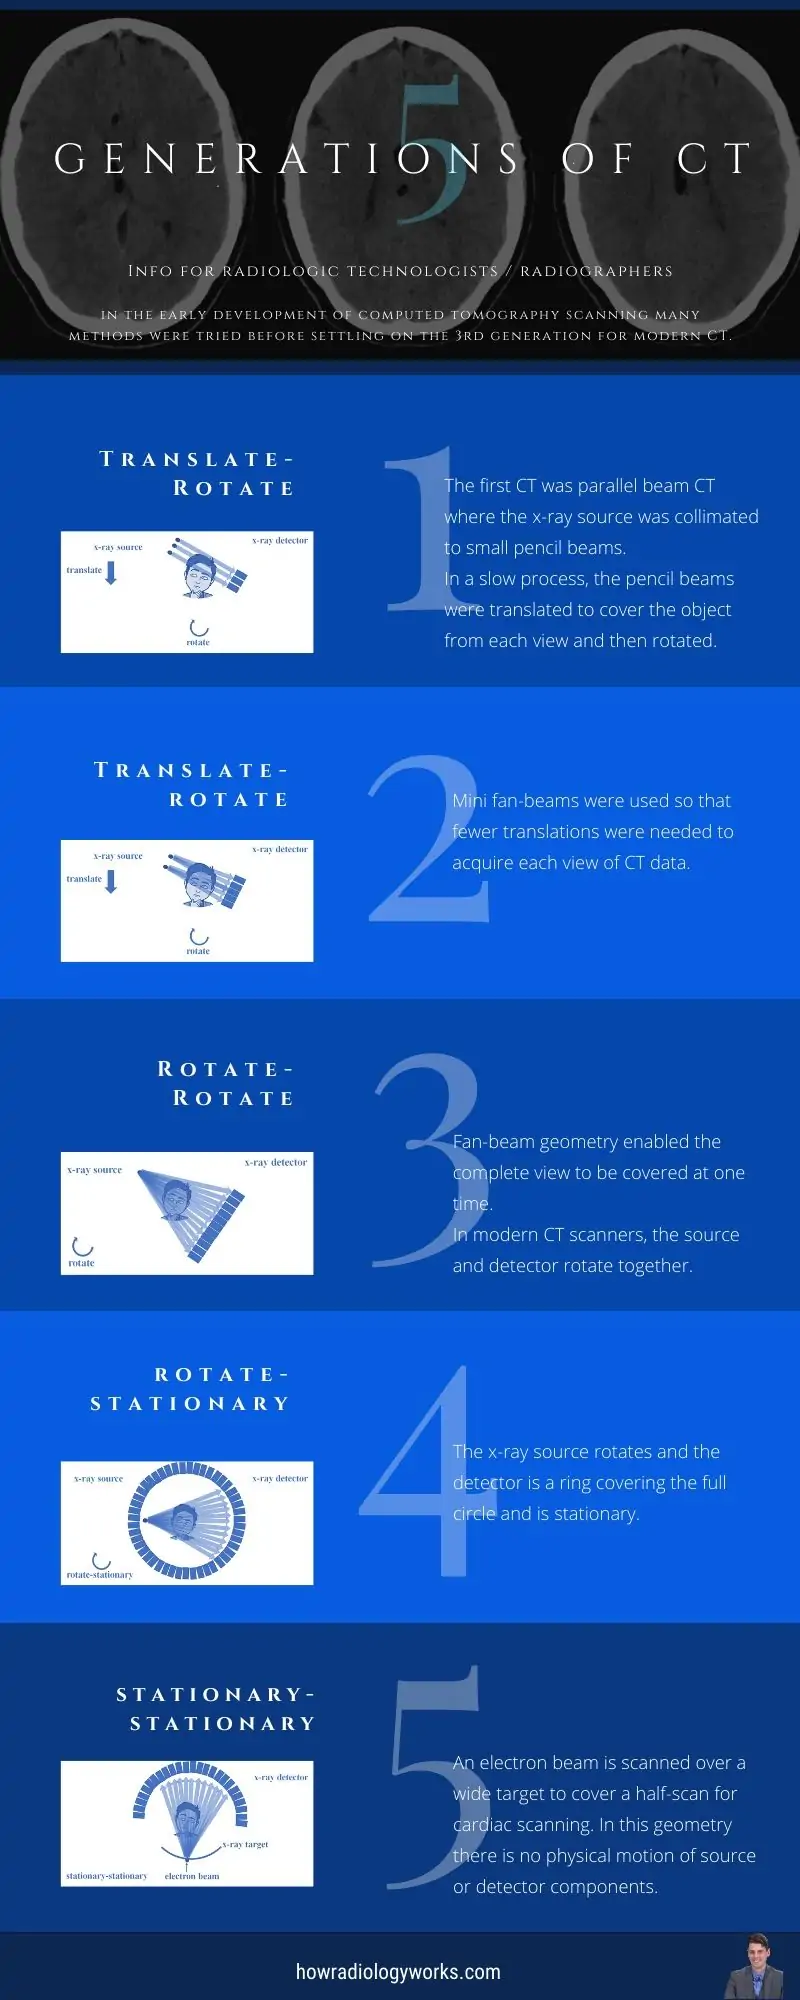 5
GENERATIONS OF CT
Info for radiologic technologists / radiographers
in the early development of computed tomography scanning many
methods were tried before settling on the 3rd generation for modern CT.
Translate-
Rotate
1
The first CT was parallel beam CT
where the x-ray source was collimated
to small pencil beams.
In a slow process, the pencil beams
were translated to cover the object
from each view and then rotated.
x-ray source
x-ray detector
translate
rotate
Translate-
rotate
2
Mini fan-beams were used so that
fewer translations were needed to
acquire each view of CT data.
x-ray source
x-ray detector
translate
rotate
Rotate-
Rotate
3
Fan-beam geometry enabled the
complete view to be covered at one
time.
In modern CT scanners, the source
and detector rotate together.
x-ray source
x-ray detector
rotate
rotate-
stationary
4
The x-ray source rotates and the
detector is a ring covering the full
circle and is stationary.
x-ray source
x-ray detector
rotate-stationary
stationary-
stationary
5
An electron beam is scanned over a
wide target to cover a half-scan for
cardiac scanning. In this geometry
there is no physical motion of source
or detector components.
x-ray detector
x-ray target
stationary-stationary
electron beam
howradiologyworks.com